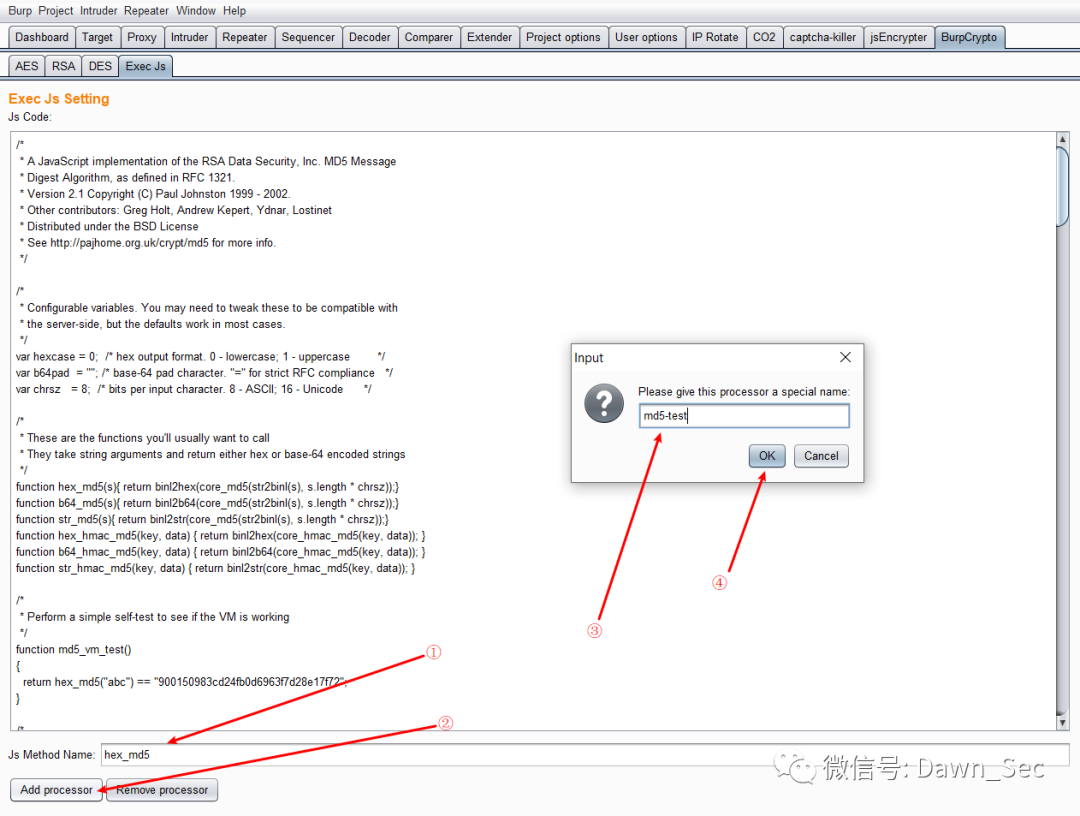 Burp Project Intruder Repeater Window Help
Dashboard Target Proxy Intruder Repeater Sequencer Decoder Comparer Extender Project options User options IP Rotate CO2 captcha-killer jsEncrypter BurpCrypto
AES RSA DES Exec Js
Exec Js Setting
Js Code:
/*
* A JavaScript implementation of the RSA Data Security, Inc. MD5 Message
* Digest Algorithm, as defined in RFC 1321.
* Version 2.1 Copyright (C) Paul Johnston 1999 - 2002.
* Other contributors: Greg Holt, Andrew Kepert, Ydnar, Lostinet
* Distributed under the BSD License
* See http://pajhome.org.uk/crypt/md5 for more info.
*/
/*
* Configurable variables. You may need to tweak these to be compatible with
* the server-side, but the defaults work in most cases.
*/
var hexcase = 0; /* hex output format. 0 - lowercase; 1 - uppercase */
var b64pad = ""; /* base-64 pad character. "=" for strict RFC compliance */
var chrsz = 8; /* bits per input character. 8 - ASCII; 16 - Unicode */
/*
* These are the functions you'll usually want to call
* They take string arguments and return either hex or base-64 encoded strings
*/
function hex_md5(s){ return binl2hex(core_md5(str2binl(s), s.length * chrsz));}
function b64_md5(s){ return binl2b64(core_md5(str2binl(s), s.length * chrsz));}
function str_md5(s){ return binl2str(core_md5(str2binl(s), s.length * chrsz));}
function hex_hmac_md5(key, data) { return binl2hex(core_hmac_md5(key, data)); }
function b64_hmac_md5(key, data) { return binl2b64(core_hmac_md5(key, data)); }
function str_hmac_md5(key, data) { return binl2str(core_hmac_md5(key, data)); }
/*
* Perform a simple self-test to see if the VM is working
*/
function md5_vm_test()
{
return hex_md5("abc") == "900150983cd24fb0d6963f7d28e17f72";
}
/*
Input
Please give this processor a special name:
md5-test
OK Cancel
④
③
①
②
Js Method Name: hex_md5
Add processor Remove processor
微信号: Dawn_Sec